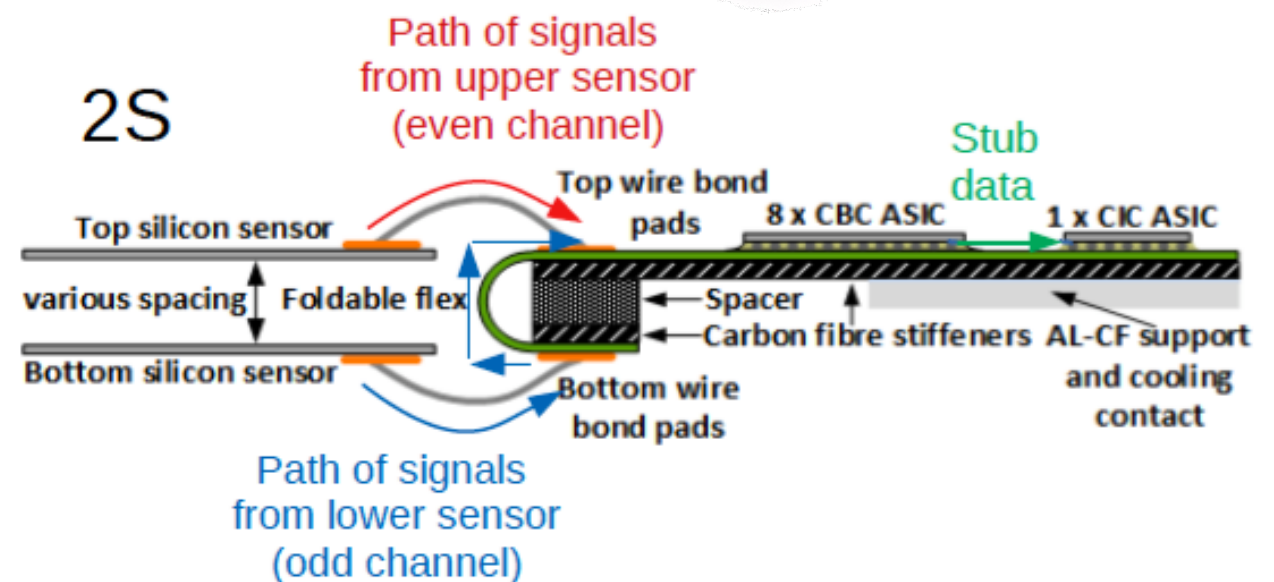 Path of signals
from upper sensor
(even channel)
2S
Stub
data
Top wire bond
pads
8 x CBC ASIC
1 x CIC ASIC
Top silicon sensor
various spacing
Foldable flex
Spacer
Carbon fibre stiffeners
AL-CF support
and cooling
contact
Bottom silicon sensor
Bottom wire
bond pads
Path of signals
from lower sensor
(odd channel)